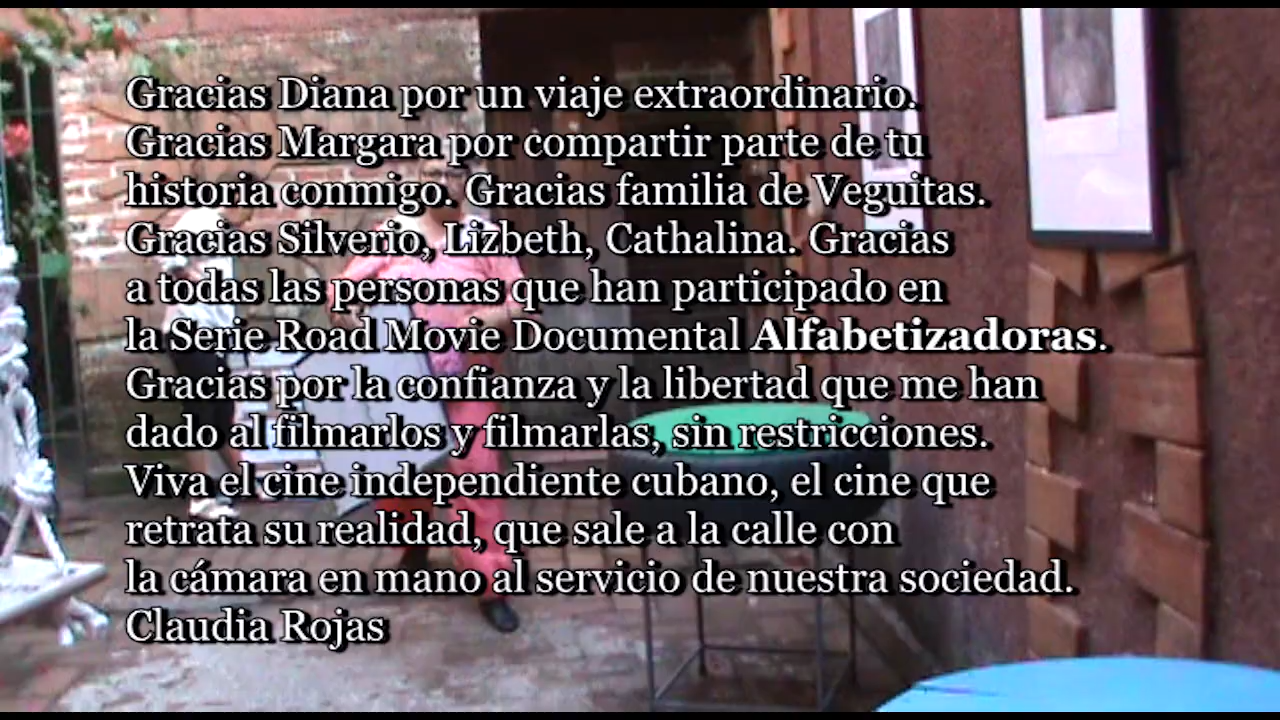 Gracias Diana por un viaje extraordinario.
Gracias Margara por compartir parte de tu
historia conmigo. Gracias familia de Veguitas.
Gracias Silverio, Lizbeth, Cathalina. Gracias
a todas las personas que han participado en
la Serie Road Movie Documental Alfabetizadoras.
Gracias por la confianza y la libertad que me han
dado al filmarlos y filmarlas, sin restricciones.
Viva el cine independiente cubano, el cine que
retrata su realidad, que sale a la calle con
la cámara en mano al servicio de nuestra sociedad.
Claudia Rojas